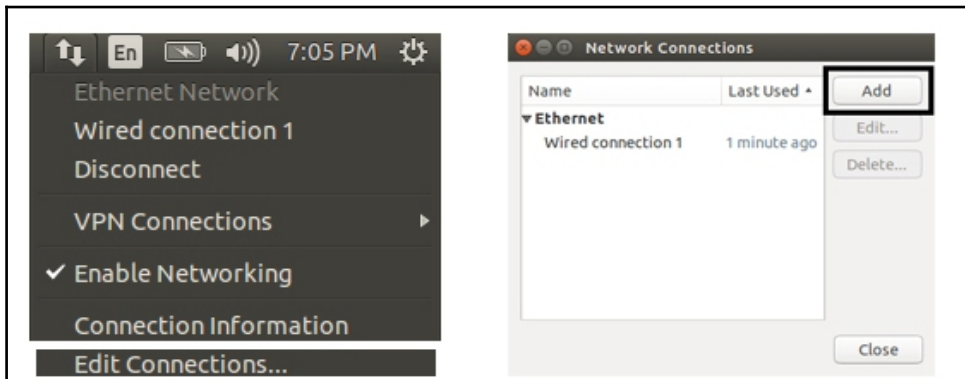 En 7:05 PM
Ethernet Network
Wired connection 1
Disconnect
VPN Connections
Enable Networking
Connection Information
Edit Connections...
Network Connections
Name Last Used Add
Ethernet Edit...
Wired connection 1 1 minute ago
Delete...
Close